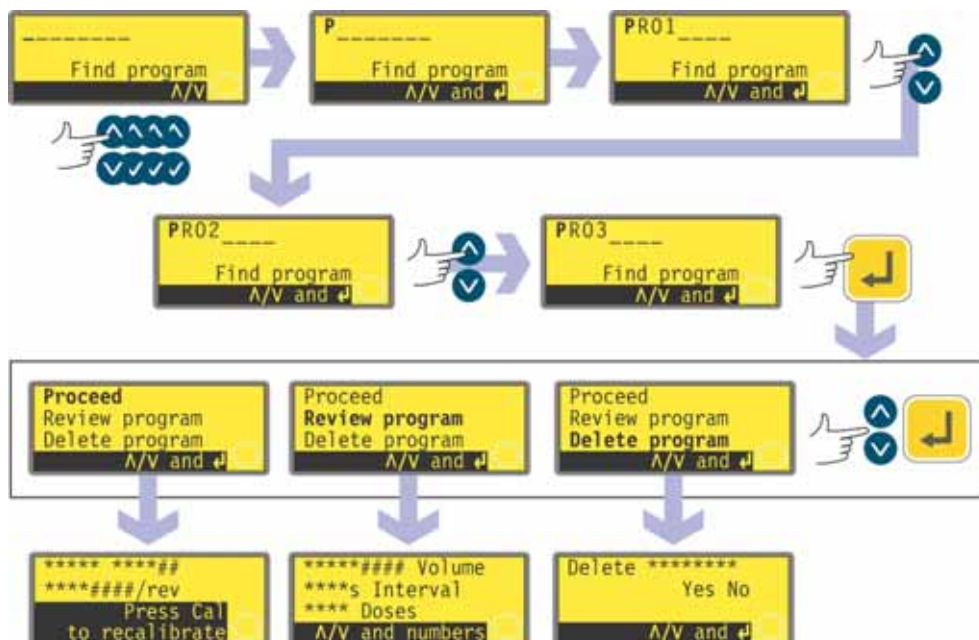 _________
Find program
Λ/V
P_______
Find program
Λ/V and ↲
PRO1____
Find program
Λ/V and ↲
PRO2____
Find program
Λ/V and ↲
PRO3____
Find program
Λ/V and ↲
Proceed
Review program
Delete program
Λ/V and ↲
Proceed
Review program
Delete program
Λ/V and ↲
Proceed
Review program
Delete program
Λ/V and ↲
***** ****##
****####/rev
Press Cal
to recalibrate
*****#### Volume
****s Interval
**** Doses
Λ/V and numbers
Delete ********
Yes No
Λ/V and ↲